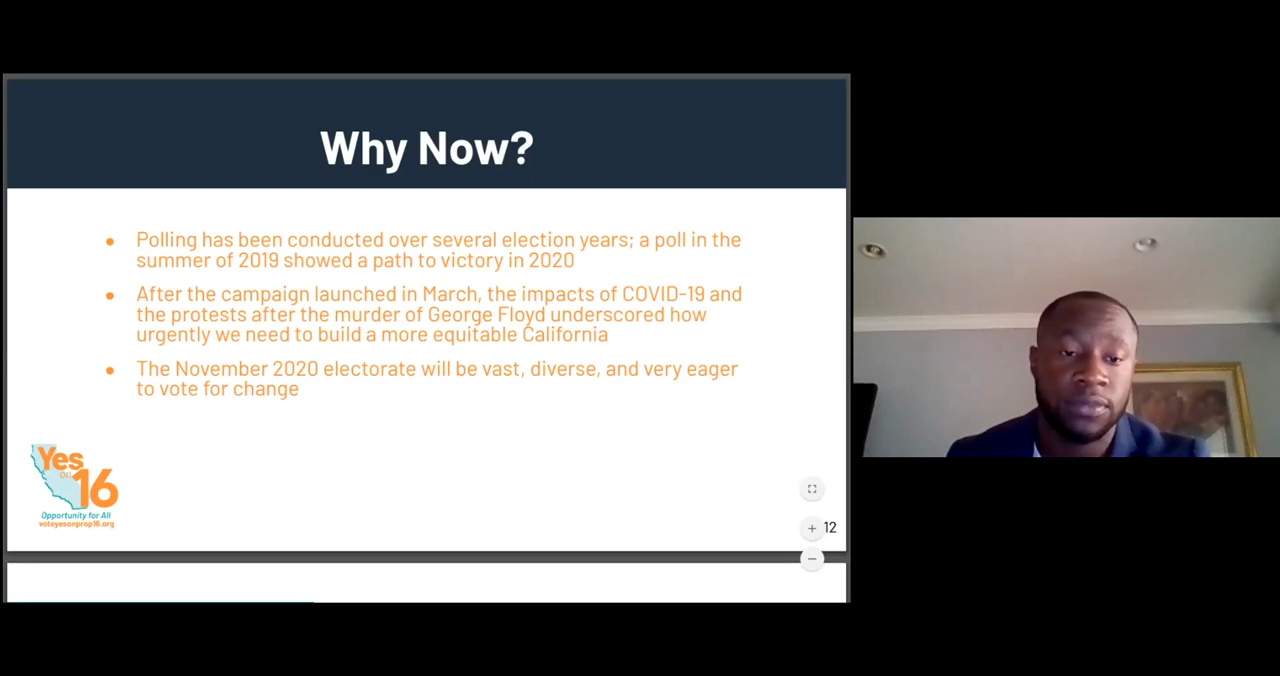 Why Now?
● Polling has been conducted over several election years; a poll in the
summer of 2019 showed a path to victory in 2020
● After the campaign launched in March, the impacts of COVID-19 and
the protests after the murder of George Floyd underscored how
urgently we need to build a more equitable California
● The November 2020 electorate will be vast, diverse, and very eager
to vote for change
Yes
on
16
Opportunity for All
voteyesonprop16.org
12